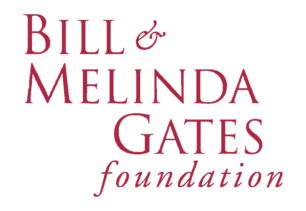 BILL &
MELINDA
GATES
foundation